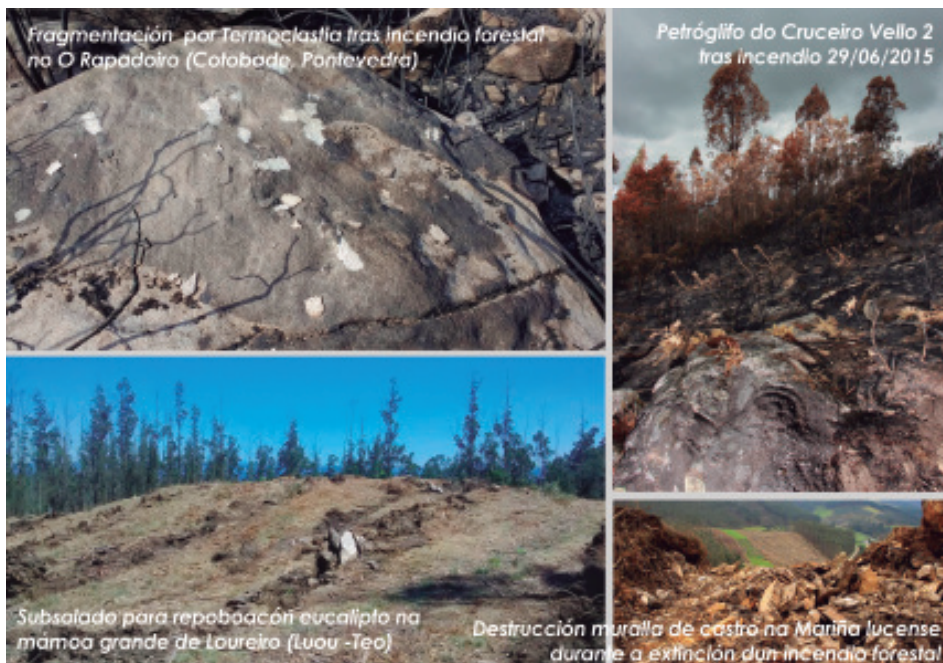 Fragmentación por Termoclastia tras incendio forestal
no O Rapadoiro (Cotobade, Pontevedra)
Petróglifo do Cruceiro Vello 2
tras incendio 29/06/2015
Subsolado para repoboación eucalipto na
mámoa grande de Loureiro (Luou -Teo)
Destrucción muralla de castro na Mariña lucense
durante a extinción dun incendio forestal